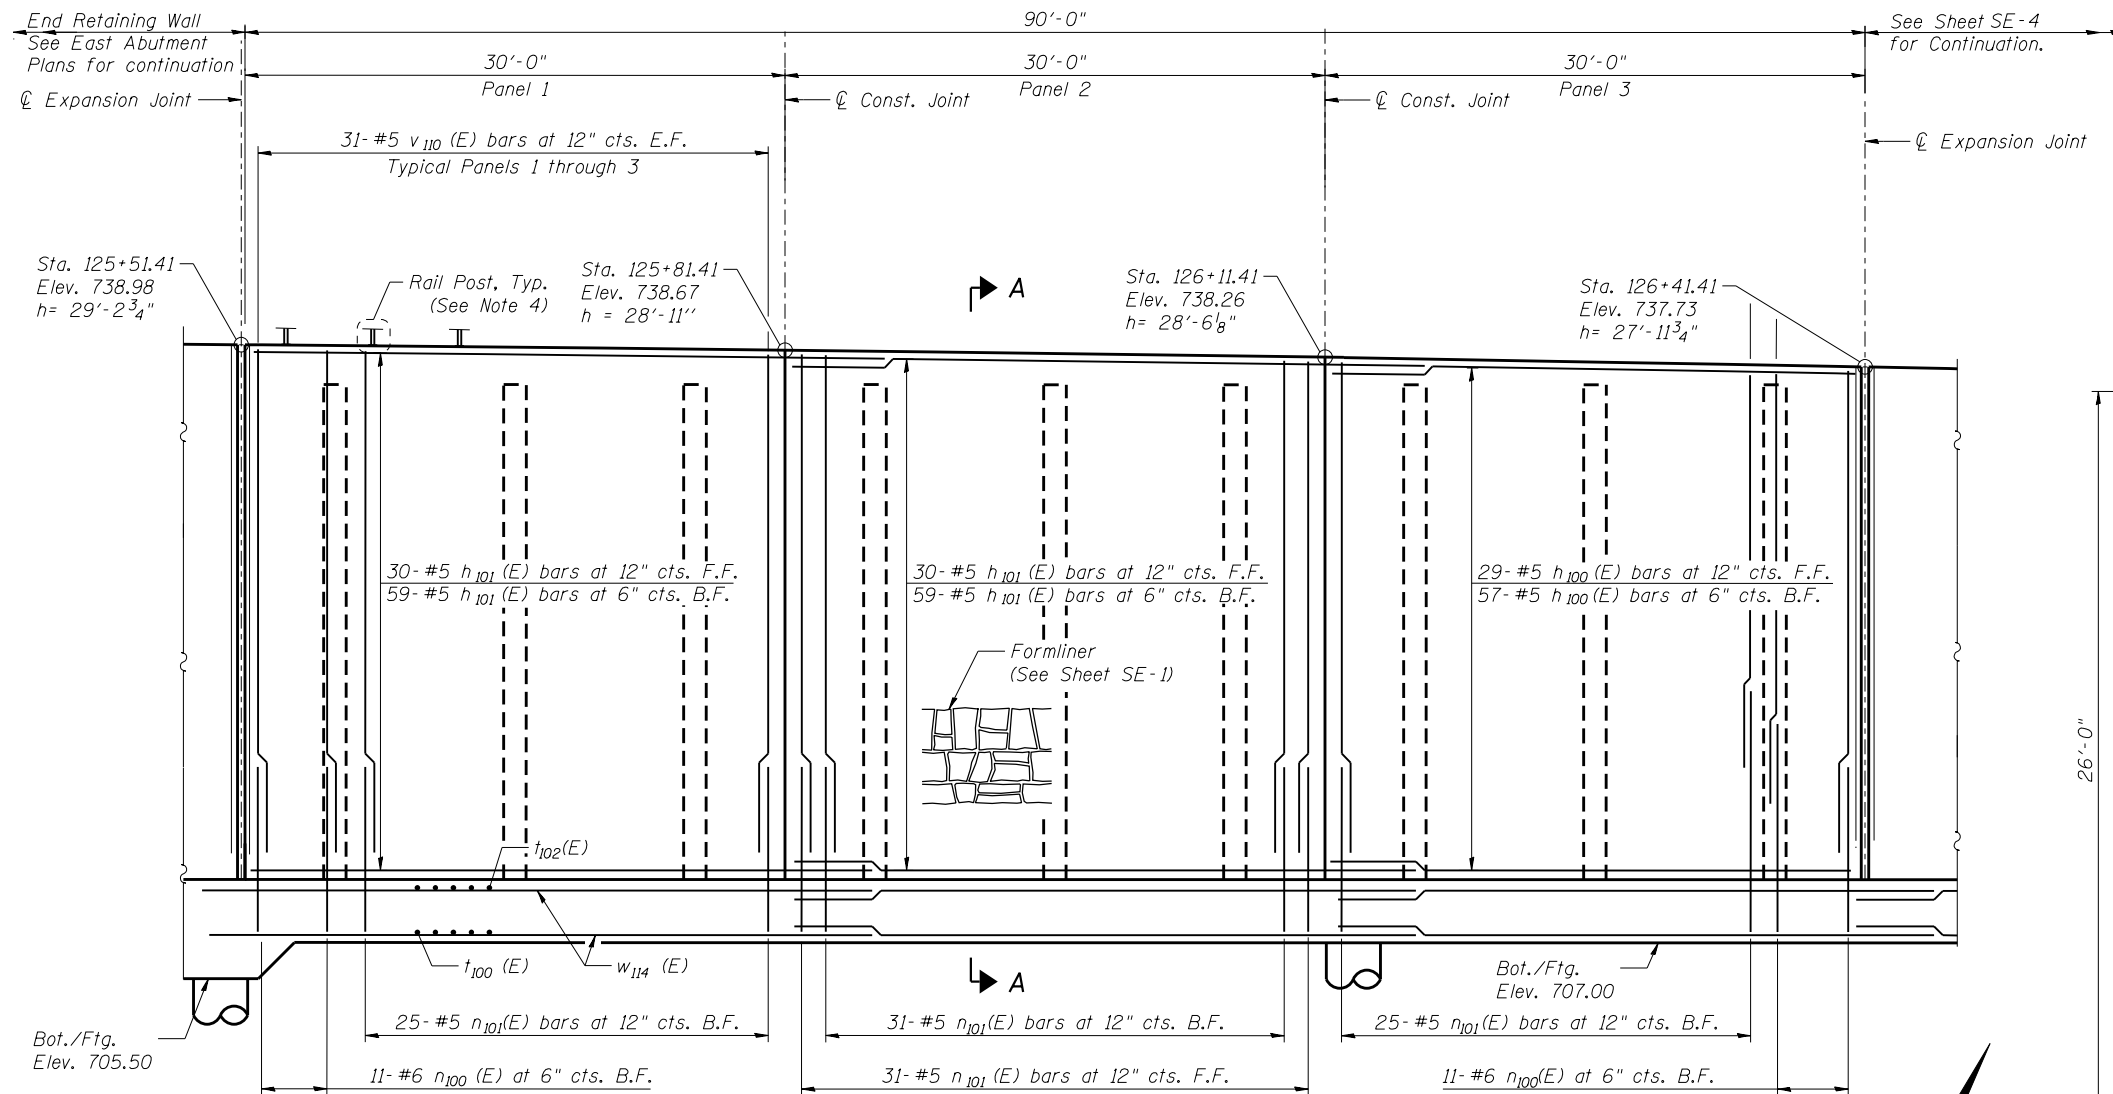 End Retaining Wall
See East Abutment
Plans for continuation
90'-0"
See Sheet SE-4
for Continuation.
30'-0"
Panel 1
30'-0"
Panel 2
30'-0"
Panel 3
℄ Expansion Joint
℄ Const. Joint
℄ Const. Joint
℄ Expansion Joint
31-#5 v110 (E) bars at 12" cts. E.F.
Typical Panels 1 through 3
Sta. 125+51.41
Elev. 738.98
h= 29'-2¾"
Rail Post, Typ.
(See Note 4)
Sta. 125+81.41
Elev. 738.67
h = 28'-11''
A
Sta. 126+11.41
Elev. 738.26
h= 28'-6⅛"
Sta. 126+41.41
Elev. 737.73
h= 27'-11¾"
30-#5 h101 (E) bars at 12" cts. F.F.
59-#5 h101 (E) bars at 6" cts. B.F.
30-#5 h101 (E) bars at 12" cts. F.F.
59-#5 h101 (E) bars at 6" cts. B.F.
29-#5 h100 (E) bars at 12" cts. F.F.
57-#5 h100 (E) bars at 6" cts. B.F.
Formliner
(See Sheet SE-1)
26'-0"
t102(E)
t100 (E)
w114 (E)
A
Bot./Ftg.
Elev. 707.00
Bot./Ftg.
Elev. 705.50
25-#5 n101(E) bars at 12" cts. B.F.
31-#5 n101(E) bars at 12" cts. B.F.
25-#5 n101(E) bars at 12" cts. B.F.
11-#6 n100 (E) at 6" cts. B.F.
31-#5 n101 (E) bars at 12" cts. F.F.
11-#6 n100(E) at 6" cts. B.F.